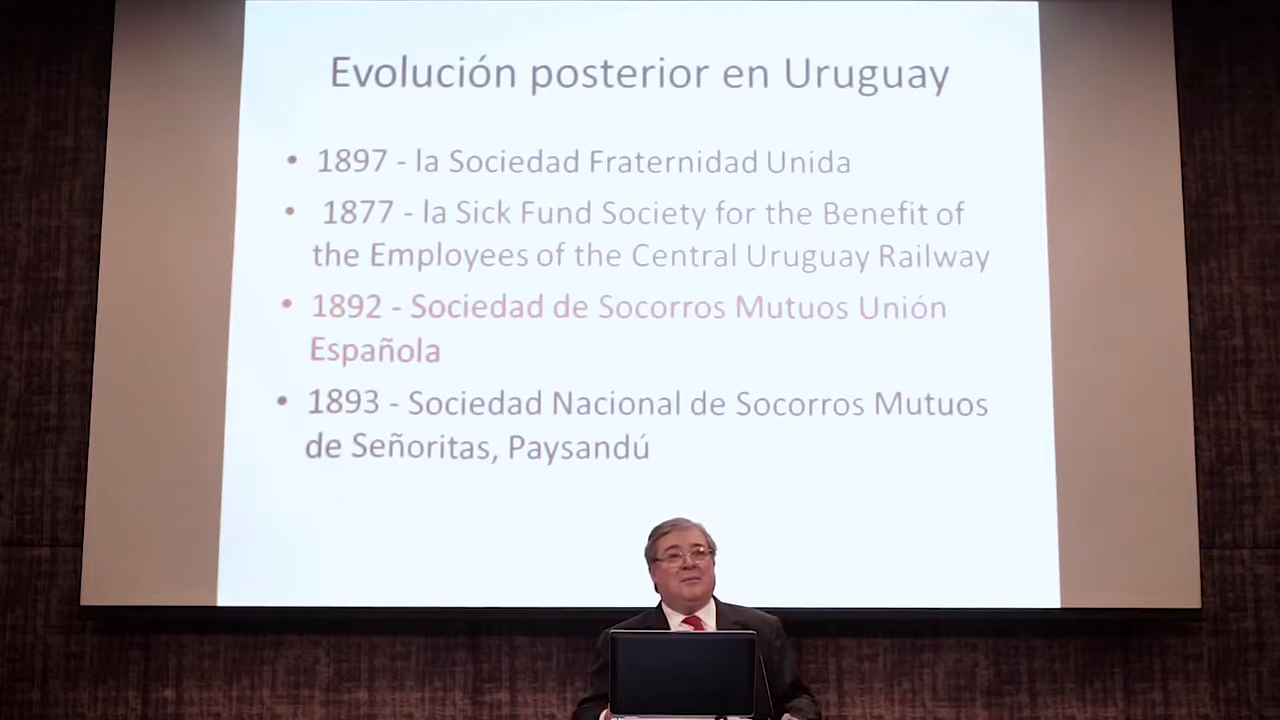 Evolución posterior en Uruguay
• 1897 - la Sociedad Fraternidad Unida
• 1877 - la Sick Fund Society for the Benefit of
the Employees of the Central Uruguay Railway
• 1892 - Sociedad de Socorros Mutuos Unión
Española
• 1893 - Sociedad Nacional de Socorros Mutuos
de Señoritas, Paysandú